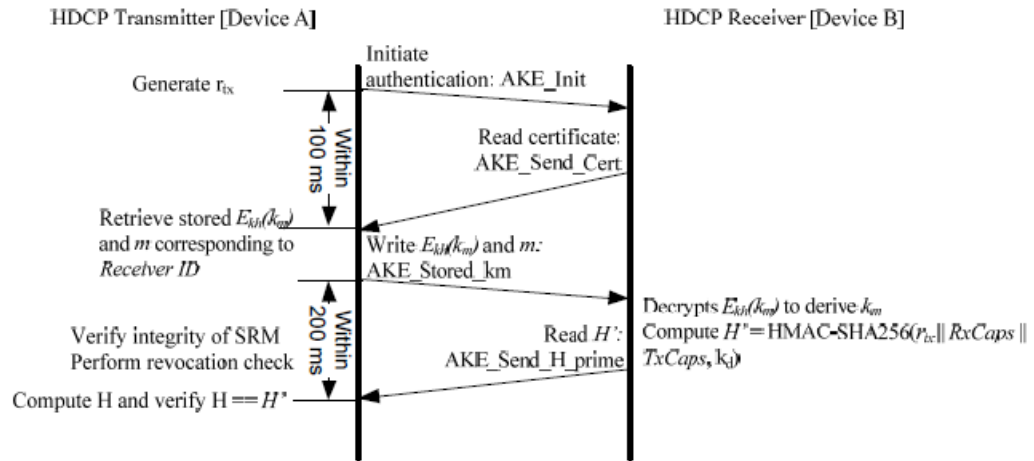 HDCP Transmitter [Device A]
HDCP Receiver [Device B]
Initiate
authentication: AKE_Init
Generate rtx
Within
100 ms
Read certificate:
AKE_Send_Cert
Retrieve stored Ekh(km)
and m corresponding to
Receiver ID
Write Ekh(km) and m:
AKE_Stored_km
Within
200 ms
Decrypts Ekh(km) to derive km
Compute H’=HMAC-SHA256(rtx|| RxCaps ||
TxCaps, kd)
Verify integrity of SRM
Perform revocation check
Read H’:
AKE_Send_H_prime
Compute H and verify H == H’